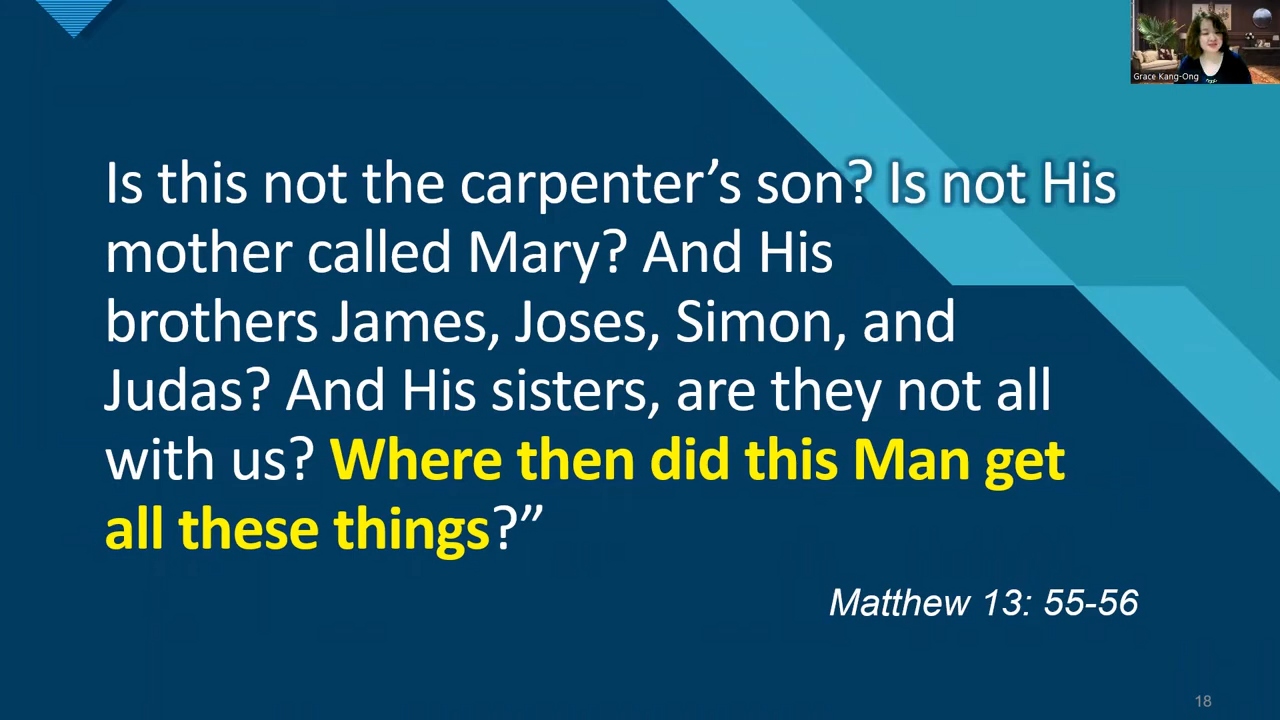 Grace Kang-Ong
Is this not the carpenter’s son? Is not His
mother called Mary? And His
brothers James, Joses, Simon, and
Judas? And His sisters, are they not all
with us? Where then did this Man get
all these things?”
Matthew 13: 55-56
18